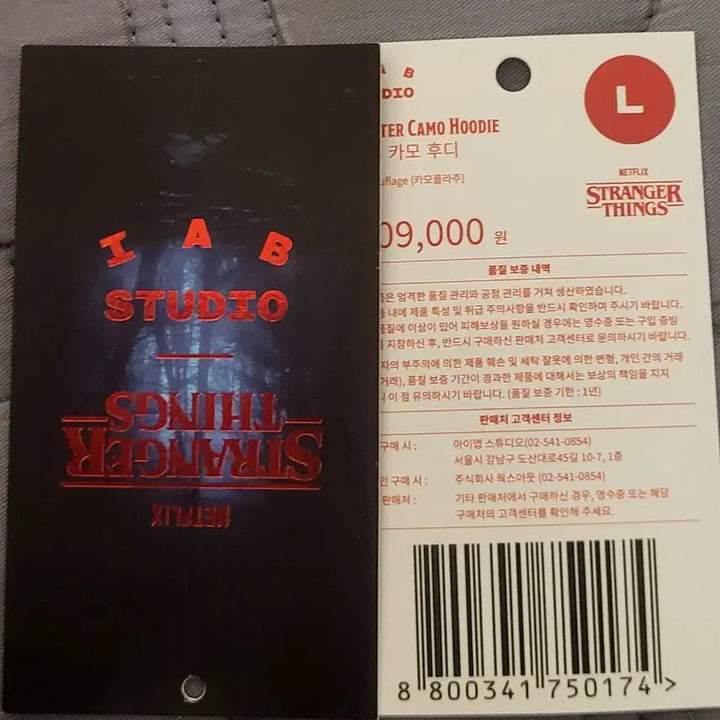 I A B
STUDIO
STRANGER
THINGS
NETFLIX
A B
DIO
TER CAMO HOODIE
카모 후디
uflage (카모플라주)
L
NETFLIX
STRANGER
THINGS
09,000 원
품질 보증 내역
품은 엄격한 품질 관리와 공정 관리를 거쳐 생산하였습니다.
내에 제품 특성 및 취급 주의사항을 반드시 확인하여 주시기 바랍니다.
품질에 이상이 있어 피해보상을 원하실 경우에는 영수증 또는 구입 증빙
지참하신 후, 반드시 구매하신 판매처 고객센터로 문의하시기 바랍니다.
자의 부주의에 의한 제품 훼손 및 세탁 잘못에 의한 변형, 개인 간의 거래
거래), 품질 보증 기간이 경과한 제품에 대해서는 보상의 책임을 지지
니 이 점 유의하시기 바랍니다. (품질 보증 기한 : 1년)
판매처 고객센터 정보
구매 시 : 아이앱 스튜디오(02-541-0854)
서울시 강남구 도산대로45길 10-7, 1층
인 구매 시 : 주식회사 웍스아웃 (02-541-0854)
판매처 : 기타 판매처에서 구매하신 경우, 영수증 또는 해당
구매처의 고객센터를 확인해 주세요.
8 800341 750174 >